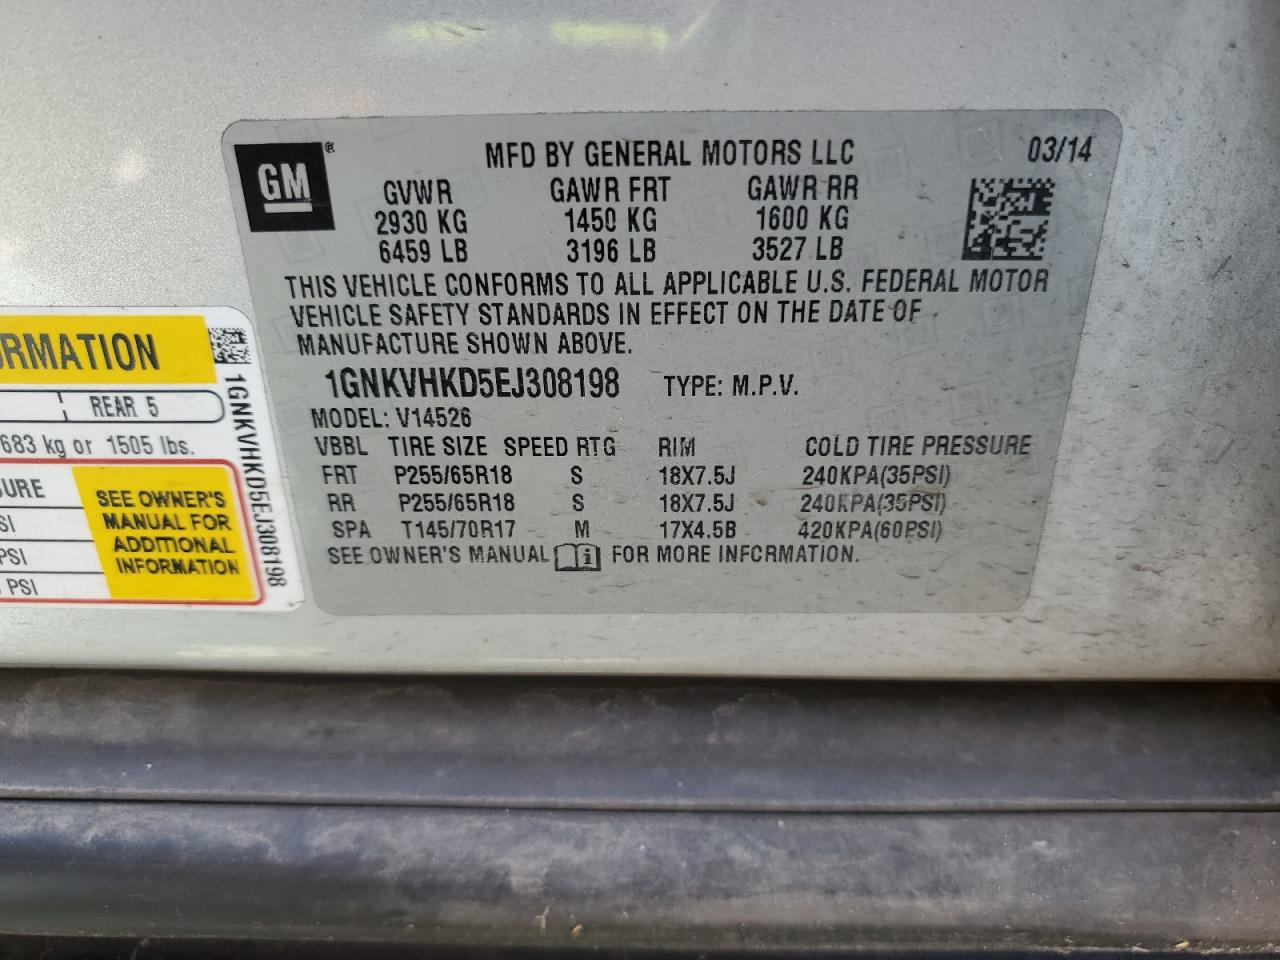 GM
®
MFD BY GENERAL MOTORS LLC 03/14
GVWR GAWR FRT GAWR RR
2930 KG 1450 KG 1600 KG
6459 LB 3196 LB 3527 LB
THIS VEHICLE CONFORMS TO ALL APPLICABLE U.S. FEDERAL MOTOR
VEHICLE SAFETY STANDARDS IN EFFECT ON THE DATE OF
MANUFACTURE SHOWN ABOVE.
1GNKVHKD5EJ308198 TYPE: M.P.V.
MODEL: V14526
VBBL TIRE SIZE SPEED RTG RIM COLD TIRE PRESSURE
FRT P255/65R18 S 18X7.5J 240KPA(35PSI)
RR P255/65R18 S 18X7.5J 240KPA(35PSI)
SPA T145/70R17 M 17X4.5B 420KPA(60PSI)
SEE OWNER'S MANUAL i FOR MORE INFORMATION.
RMATION
REAR 5
683 kg or 1505 lbs.
URE
SI
PSI
PSI
SEE OWNER'S
MANUAL FOR
ADDITIONAL
INFORMATION
1GNKVHKD5EJ308198